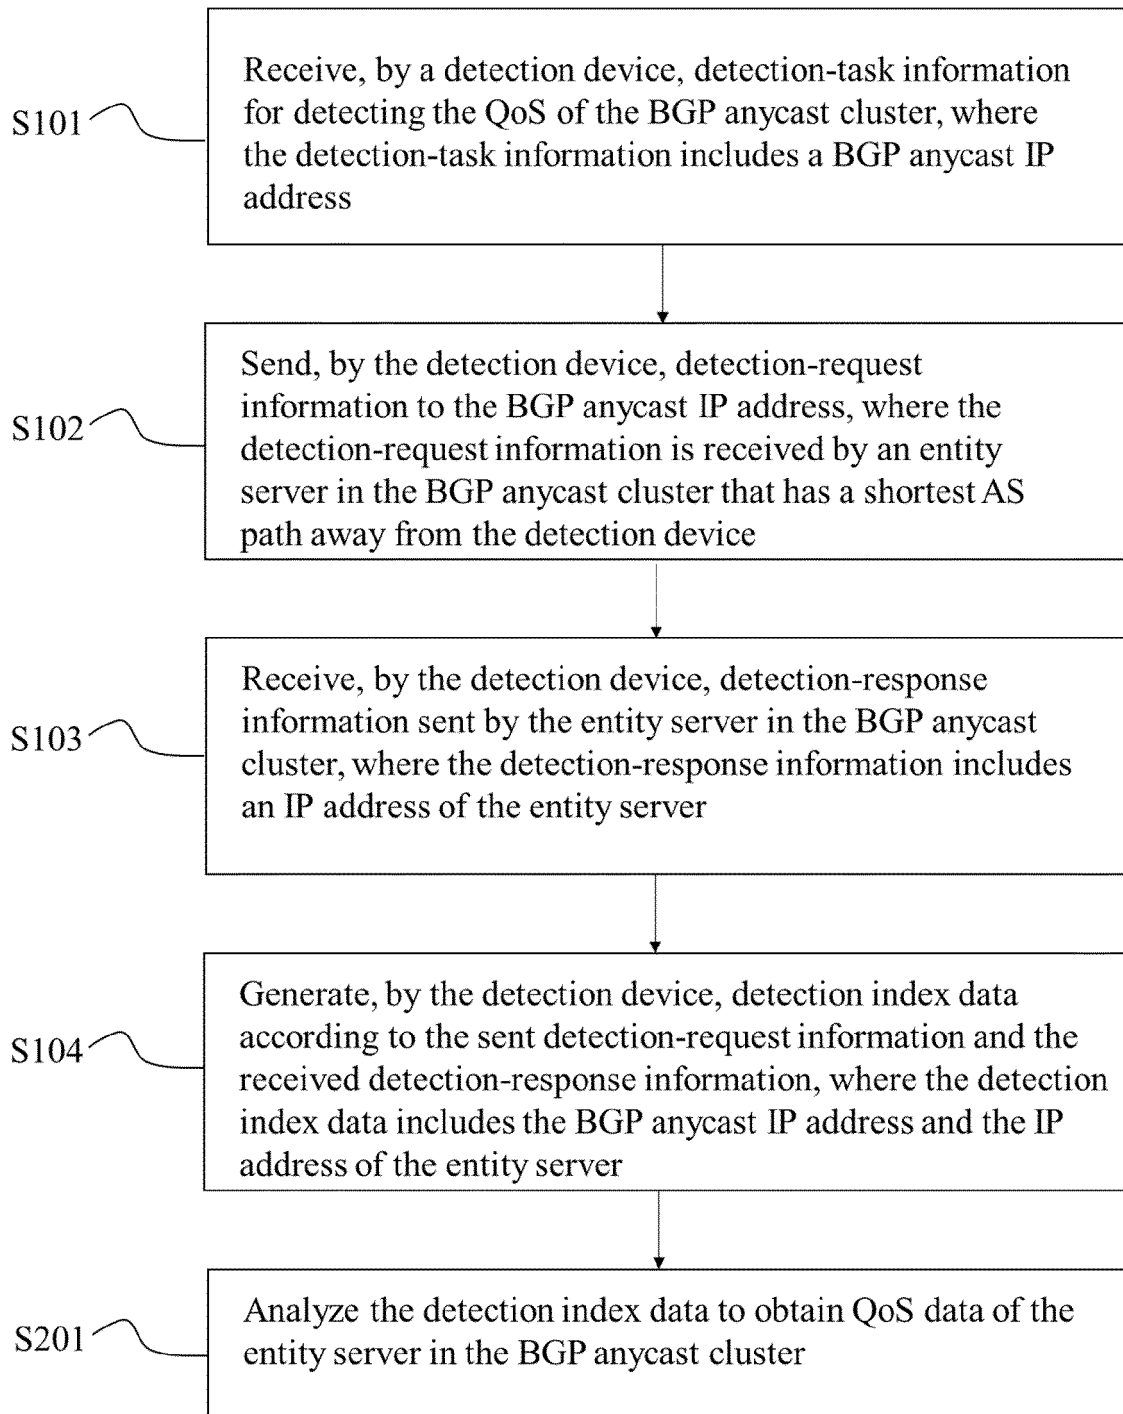 S101
Receive, by a detection device, detection-task information
for detecting the QoS of the BGP anycast cluster, where
the detection-task information includes a BGP anycast IP
address
S102
Send, by the detection device, detection-request
information to the BGP anycast IP address, where the
detection-request information is received by an entity
server in the BGP anycast cluster that has a shortest AS
path away from the detection device
S103
Receive, by the detection device, detection-response
information sent by the entity server in the BGP anycast
cluster, where the detection-response information includes
an IP address of the entity server
S104
Generate, by the detection device, detection index data
according to the sent detection-request information and the
received detection-response information, where the detection
index data includes the BGP anycast IP address and the IP
address of the entity server
S201
Analyze the detection index data to obtain QoS data of the
entity server in the BGP anycast cluster